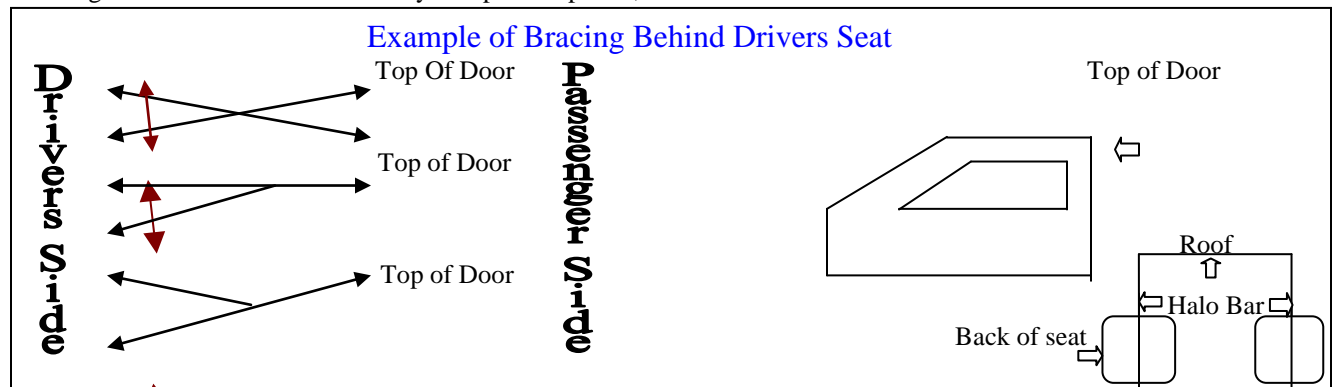 Example of Bracing Behind Drivers Seat
Drivers Side
Top Of Door
Top of Door
Top of Door
Passenger Side
Top of Door
Roof
Halo Bar
Back of seat